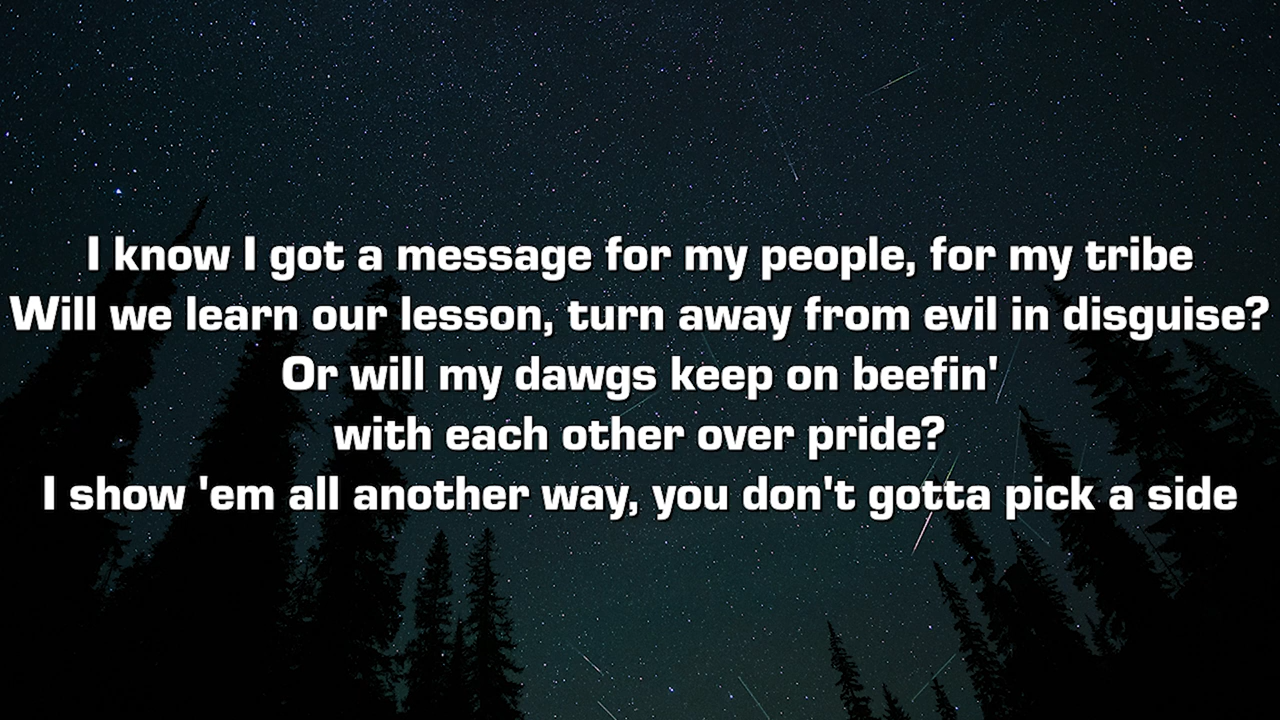 I know I got a message for my people, for my tribe
Will we learn our lesson, turn away from evil in disguise?
Or will my dawgs keep on beefin'
with each other over pride?
I show 'em all another way, you don't gotta pick a side